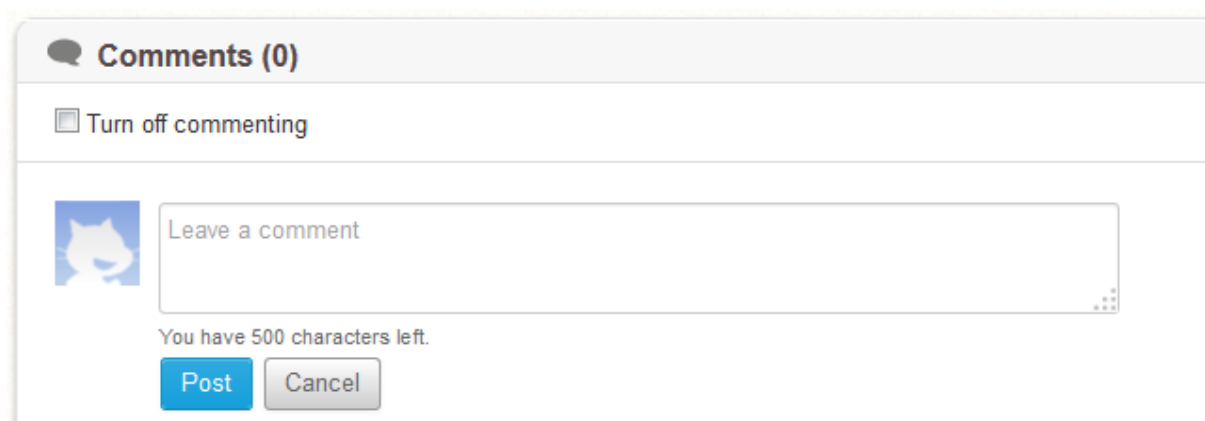 Comments (0)
Turn off commenting
Leave a comment
You have 500 characters left.
Post Cancel